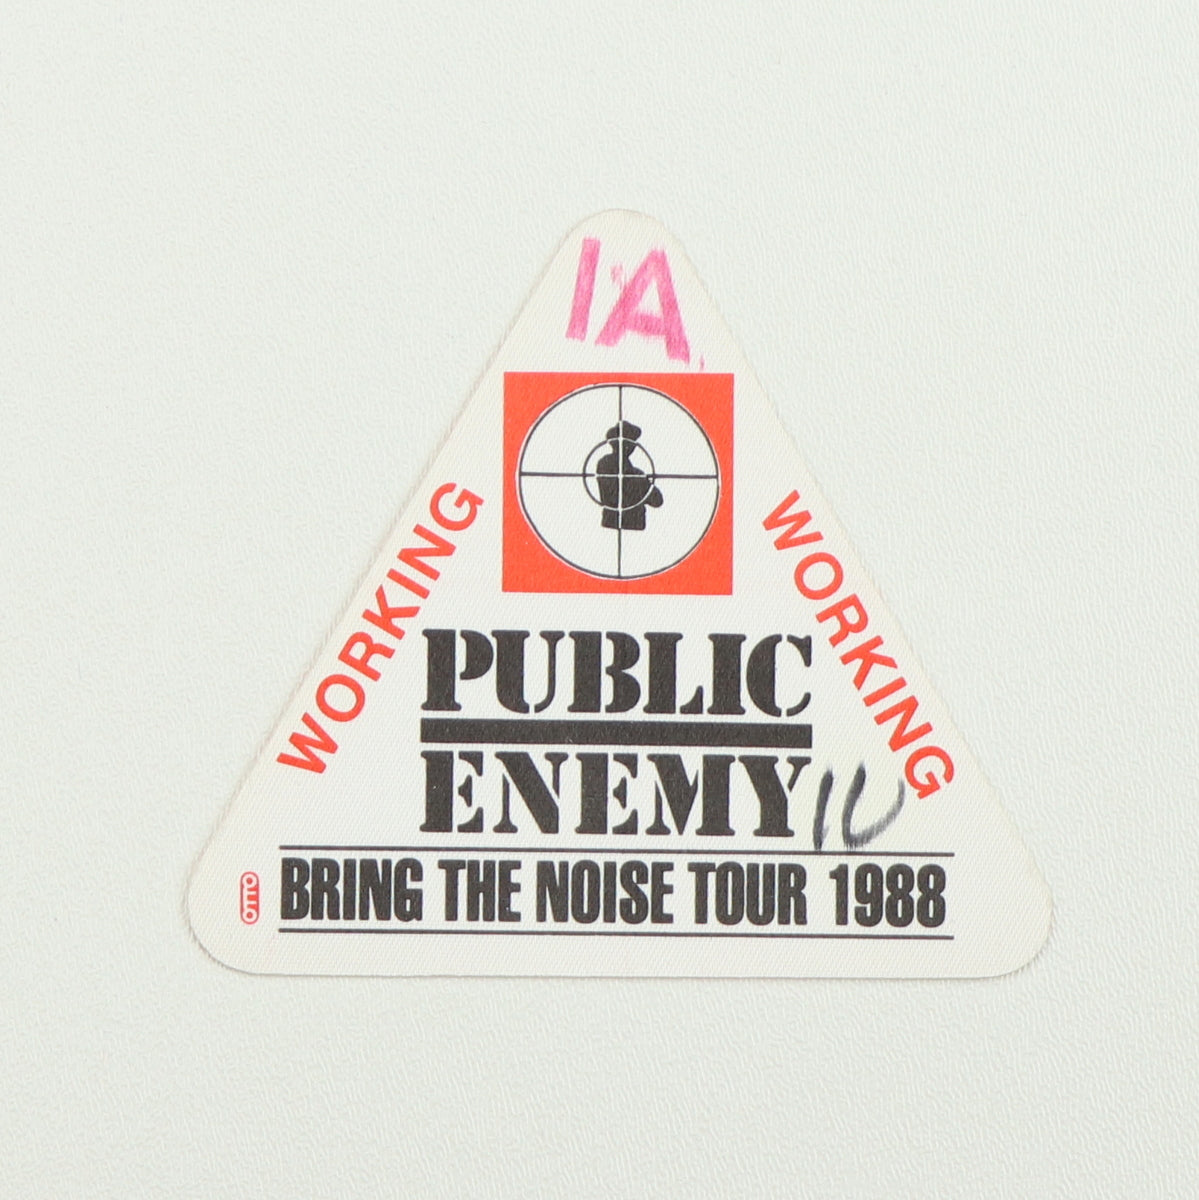 IA
WORKING
WORKING
PUBLIC
ENEMY
BRING THE NOISE TOUR 1988
OTTO